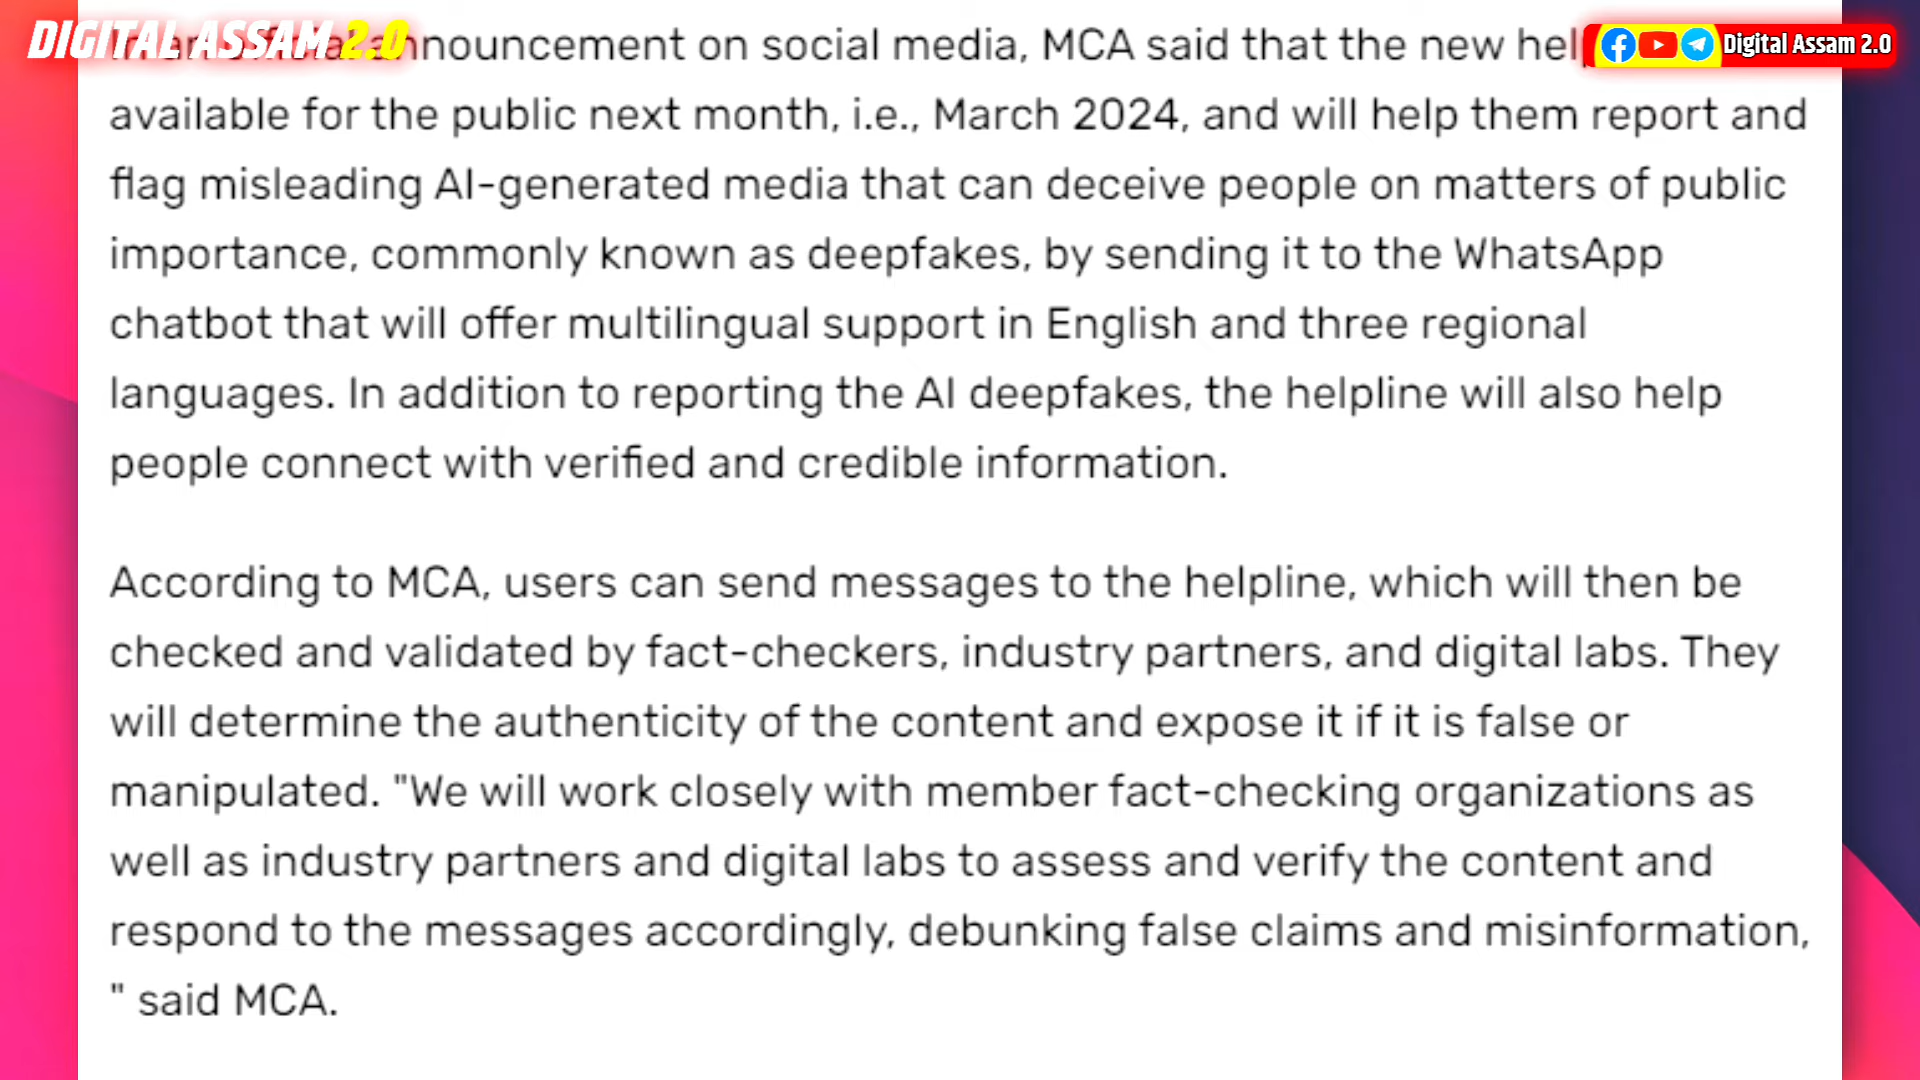 DIGITAL ASSAM 2.0
announcement on social media, MCA said that the new
Digital Assam 2.0
available for the public next month, i.e., March 2024, and will help them report and
flag misleading AI-generated media that can deceive people on matters of public
importance, commonly known as deepfakes, by sending it to the WhatsApp
chatbot that will offer multilingual support in English and three regional
languages. In addition to reporting the AI deepfakes, the helpline will also help
people connect with verified and credible information.
According to MCA, users can send messages to the helpline, which will then be
checked and validated by fact-checkers, industry partners, and digital labs. They
will determine the authenticity of the content and expose it if it is false or
manipulated. "We will work closely with member fact-checking organizations as
well as industry partners and digital labs to assess and verify the content and
respond to the messages accordingly, debunking false claims and misinformation,
" said MCA.